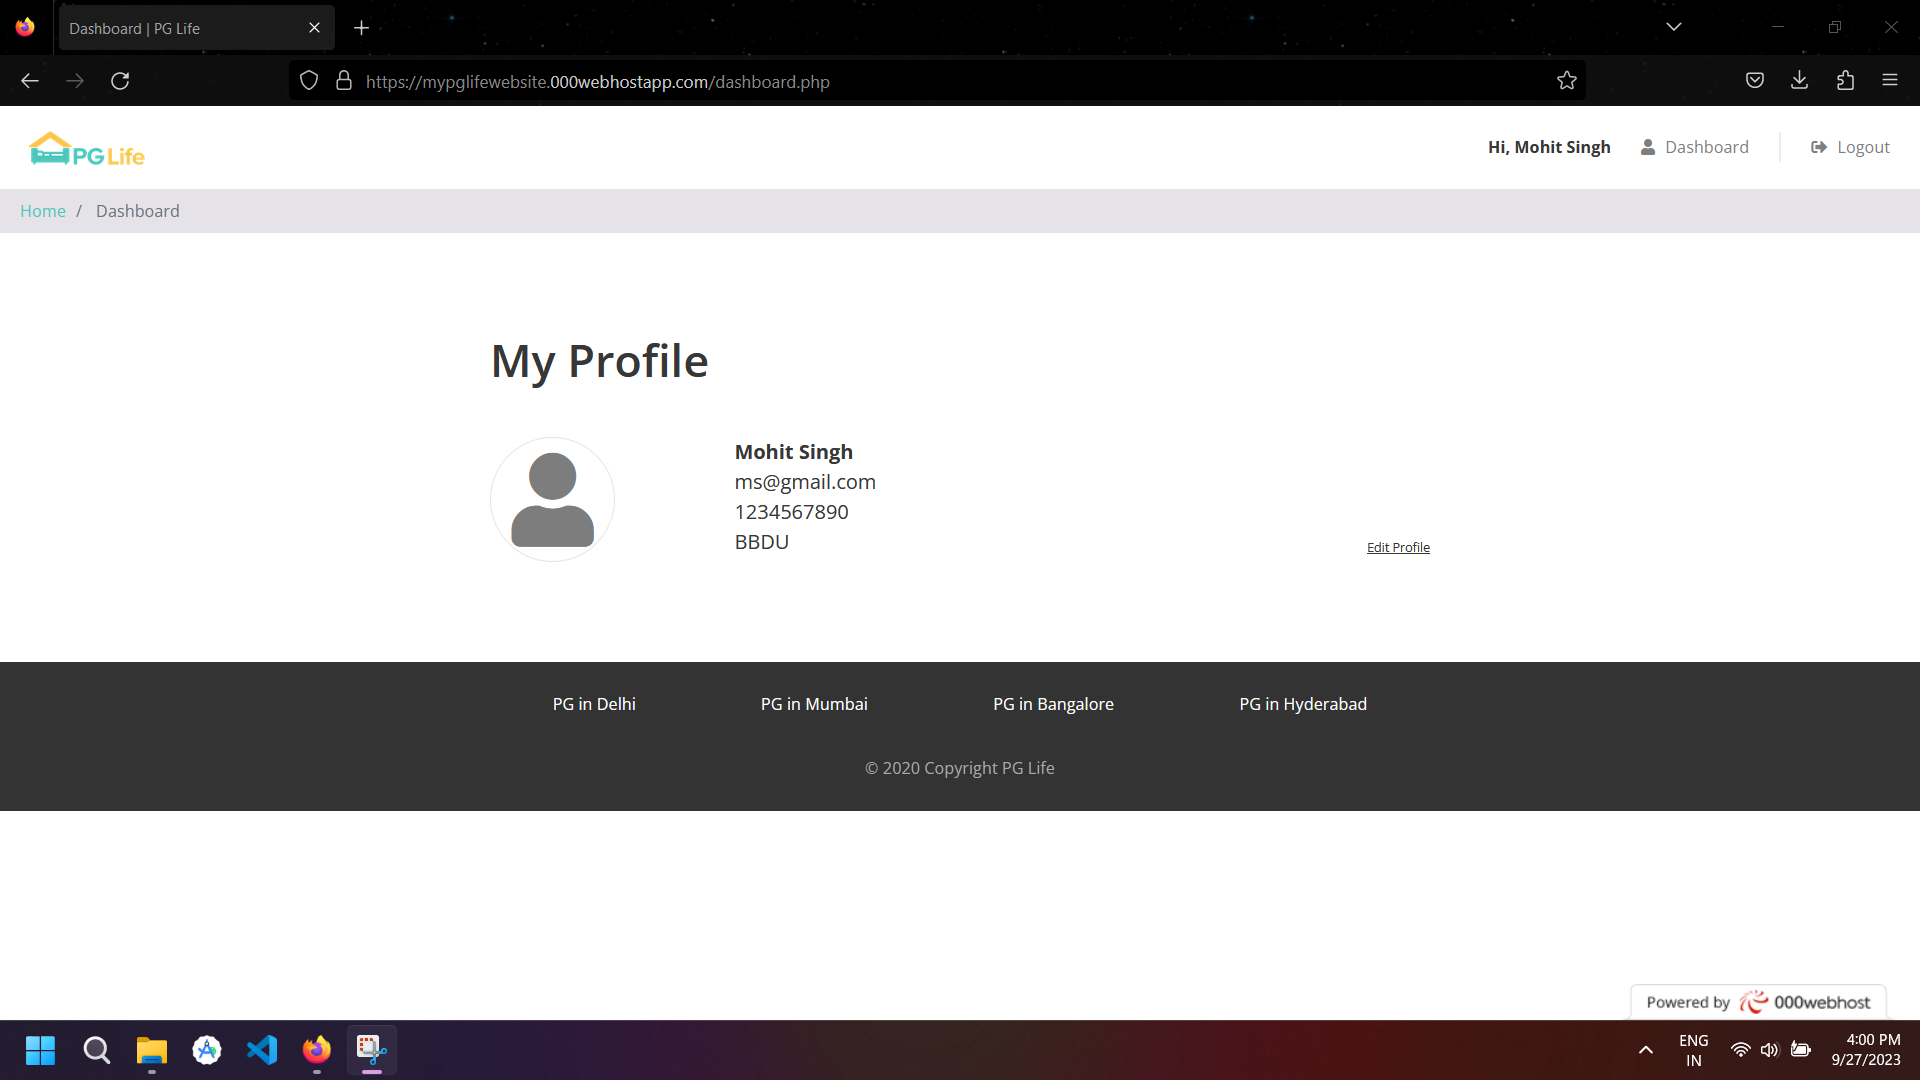 Dashboard | PG Life
https://mypglifewebsite.000webhostapp.com/dashboard.php
PG Life
Hi, Mohit Singh
Dashboard
Logout
Home / Dashboard
My Profile
Mohit Singh
ms@gmail.com
1234567890
BBDU
Edit Profile
PG in Delhi
PG in Mumbai
PG in Bangalore
PG in Hyderabad
© 2020 Copyright PG Life
Powered by 000webhost
ENG
IN
4:00 PM
9/27/2023